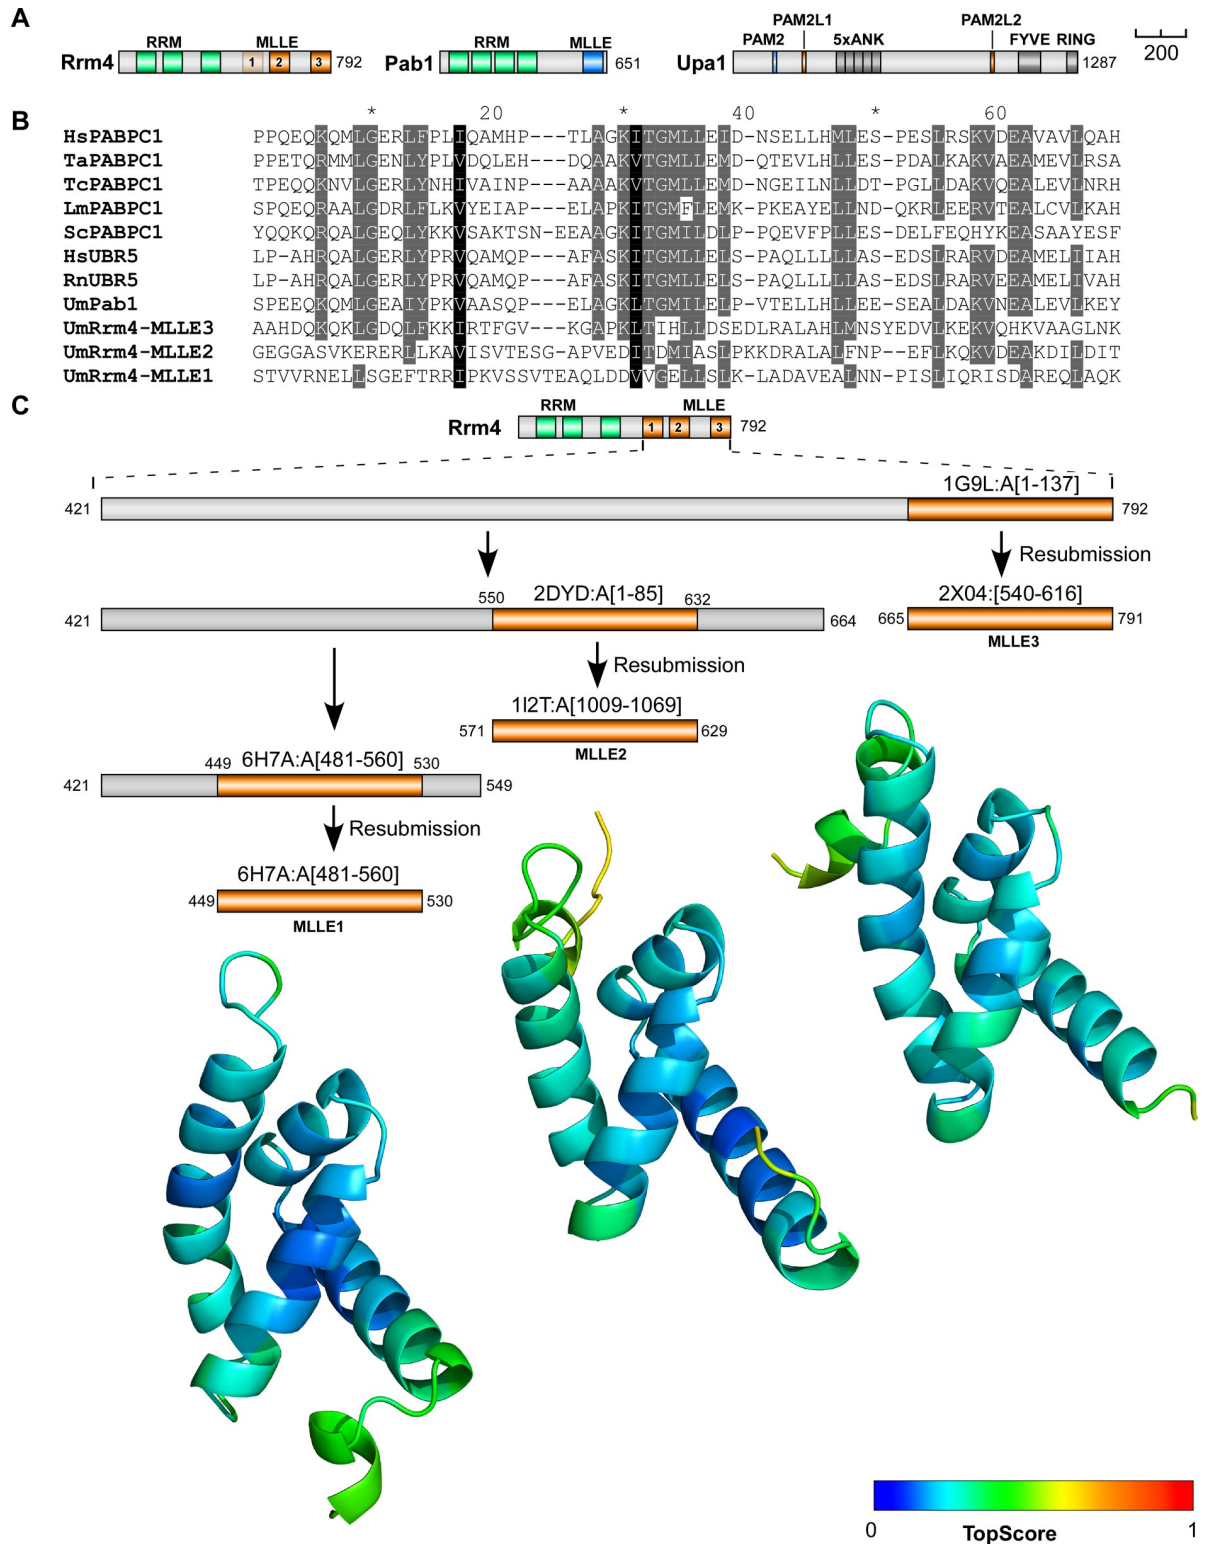 A
RRM MLLE
Rrm4 1 2 3 792
RRM MLLE
Pab1 651
PAM2L1 PAM2L2
PAM2 5xANK FYVE RING
Upa1 1287
200
B
* 20 * 40 * 60
HsPABPC1 PPQEQKQMLGERLFPLIQAMHP---TLAGKITGMLLEID-NSELLHMLES-PESLRSKVDEAVAVLQAH
TaPABPC1 PPETQRMMLGENLYPLVDQLEH---DQAAKVTGMLLEMD-QTEVLHLLES-PDALKAKVAEAMEVLRSA
TcPABPC1 TPEQQKNVLGERLYNHIVAINP---AAAAKVTGMLLEMD-NGEILNLLDT-PGLLDAKVQEALEVLNRH
LmPABPC1 SPQEQRAALGDRLFLKVYEIAP---ELAPKITGMFLEMK-PKEAYELLND-QKRLEERVTEALCVLKAH
ScPABPC1 YQQKQRQALGEQLYKKVSAKTSN-EEAAGKITGMILDLP-PQEVFPLLES-DELFEQHYKEASAAYESF
HsUBR5 LP-AHRQALGERLYPRVQAMQP---AFASKITGMLLELS-PAQLLLLLAS-EDSLRARVDEAMELIIAH
RnUBR5 LP-AHRQALGERLYPRVQAMQP---AFASKITGMLLELS-PAQLLLLLAS-EDSLRARVEEAMELIVAH
UmPab1 SPEEQKQMLGEAIYPKVAASQP---ELAGKLTGMILELP-VTELLHLLEE-SEALDAKVNEALEVLKEY
UmRrm4-MLLE3 AAHDQKQKLGDQLFKKIRTFGV---KGAPKLTIHLLDSEDLRALAHLMNSYEDVLKEKVQHKVAAGLNK
UmRrm4-MLLE2 GEGGASVKERERLLKAVISVTESG-APVEDITDMIASLPKKDRALALFNP--EFLKQKVDEAKDILDIT
UmRrm4-MLLE1 STVVRNELLSGEFTRRIPKVSSVTEAQLDDVVGELLSLK-LADAVEALNN-PISLIQRISDAREQLAQK
C
RRM MLLE
Rrm4 1 2 3 792
1G9L:A[1-137]
421 792
Resubmission
550 2DYD:A[1-85] 632 2X04:[540-616]
421 664 665 791
MLLE3
Resubmission
1I2T:A[1009-1069]
571 629
MLLE2
449 6H7A:A[481-560] 530
421 549
Resubmission
6H7A:A[481-560]
449 530
MLLE1
0 TopScore 1